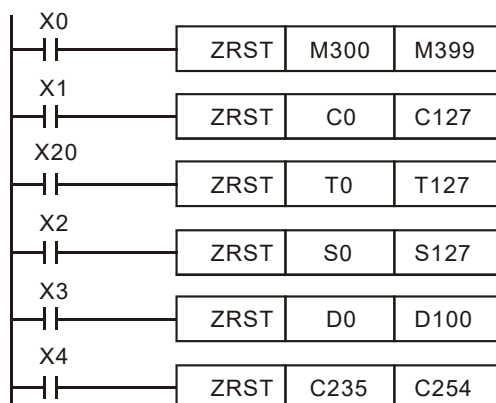 X0
ZRST M300 M399
X1
ZRST C0 C127
X20
ZRST T0 T127
X2
ZRST S0 S127
X3
ZRST D0 D100
X4
ZRST C235 C254